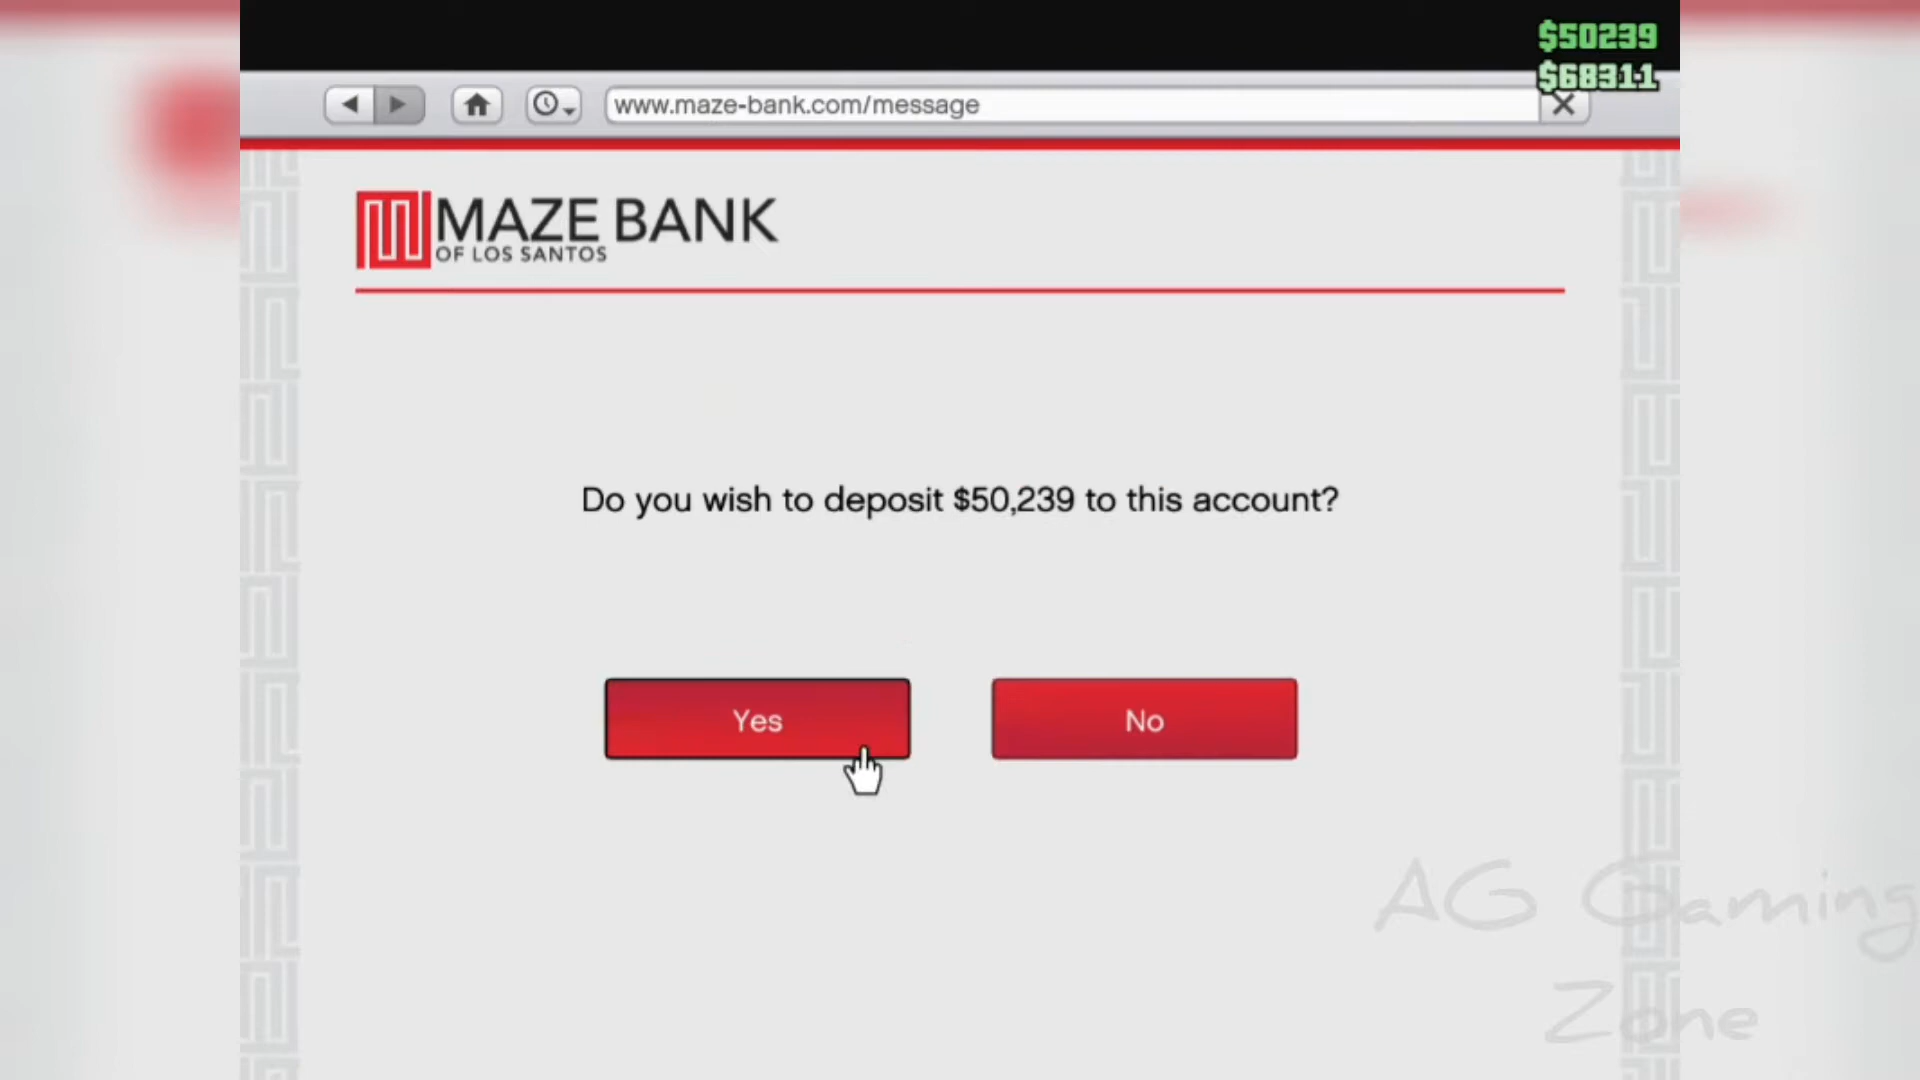 $50239
$68311
www.maze-bank.com/message
MAZE BANK
OF LOS SANTOS
Do you wish to deposit $50,239 to this account?
Yes
No
AG Gaming
Zone